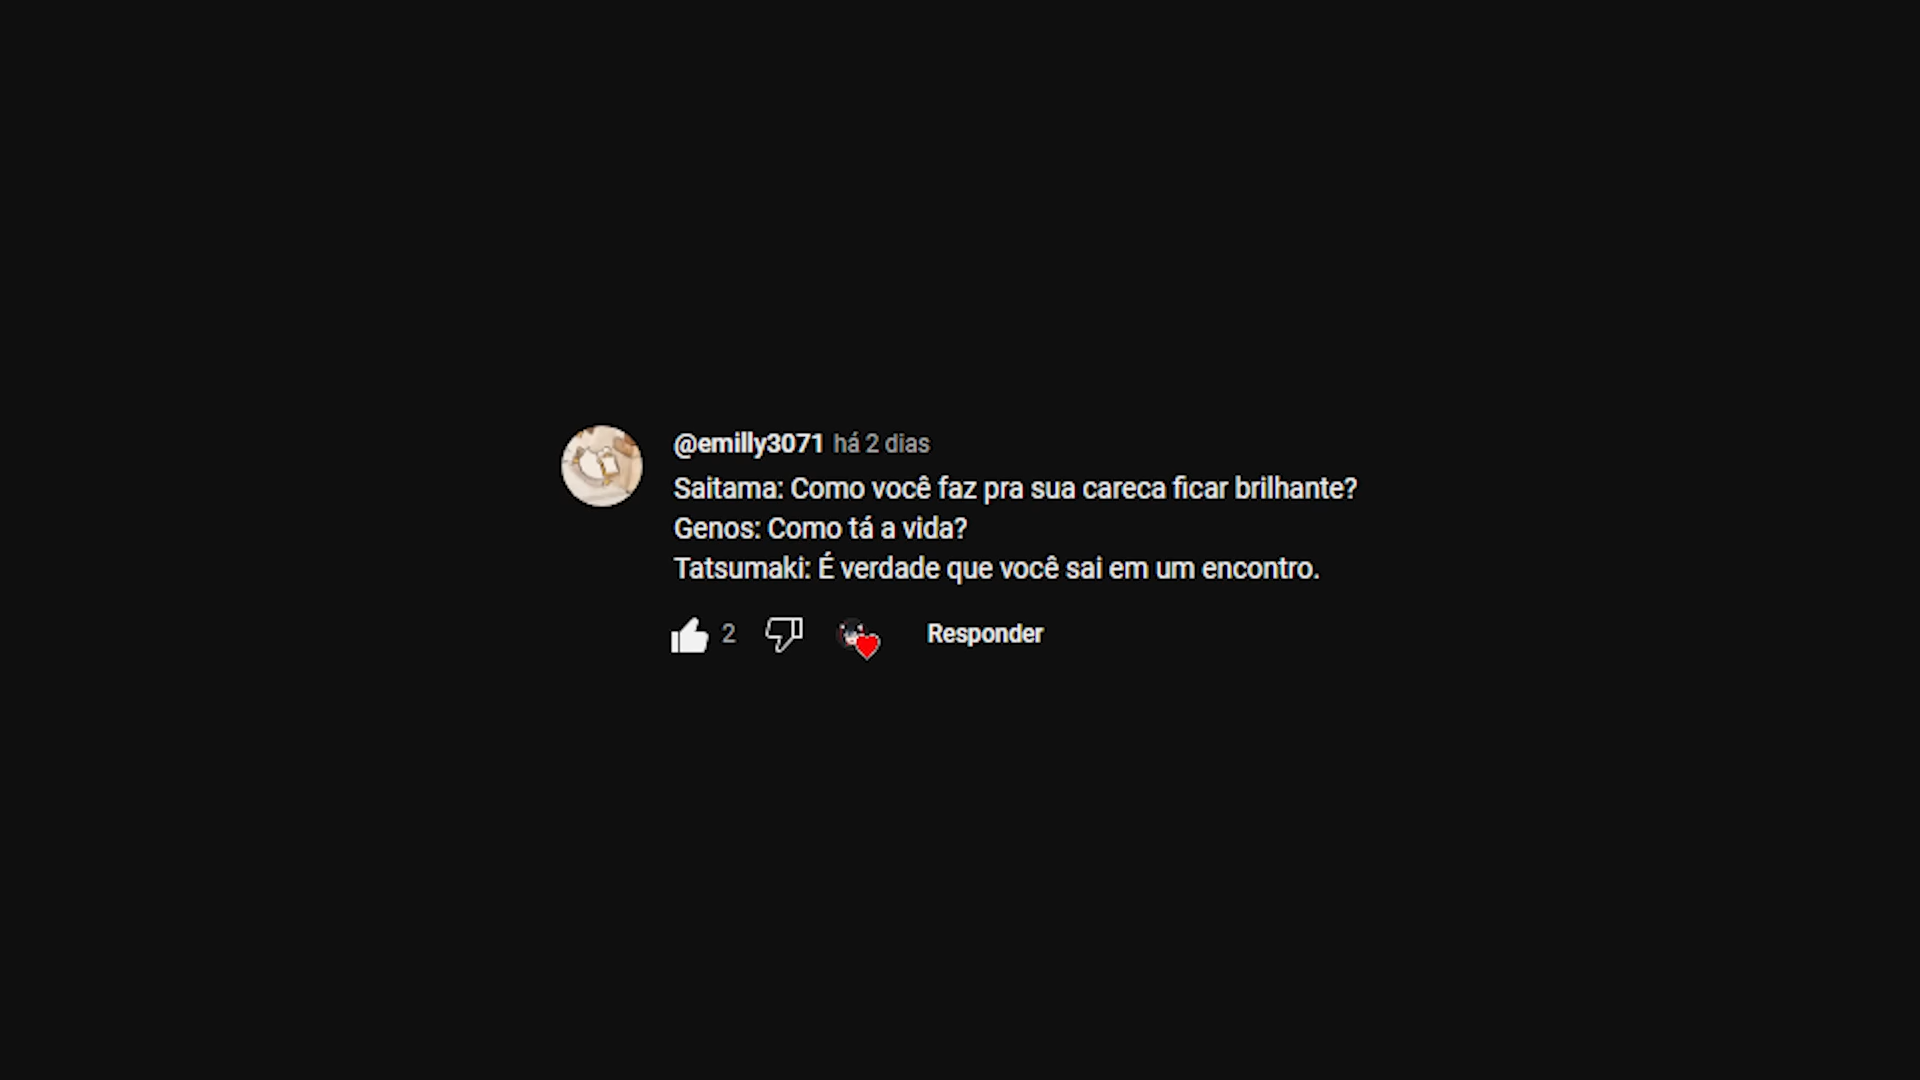 @emilly3071 há 2 dias
Saitama: Como você faz pra sua careca ficar brilhante?
Genos: Como tá a vida?
Tatsumaki: É verdade que você sai em um encontro.
2 Responder